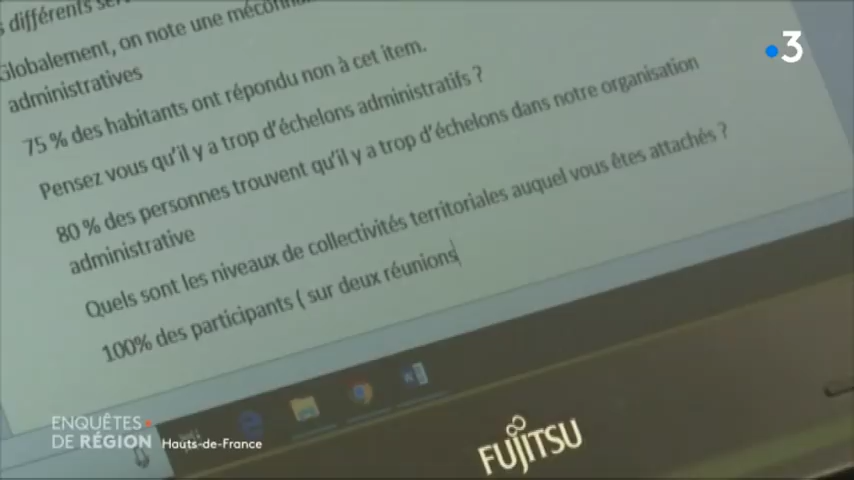 différents
Globalement, on note une
administratives
75 % des habitants ont répondu non à cet item.
Pensez vous qu'il y a trop d'échelons administratifs ?
80 % des personnes trouvent qu'il y a trop d'échelons dans notre organisation
administrative
Quels sont les niveaux de collectivités territoriales auquel vous êtes attachés ?
100% des participants ( sur deux réunions
3
FUJITSU
ENQUÊTES
DE RÉGION Hauts-de-France